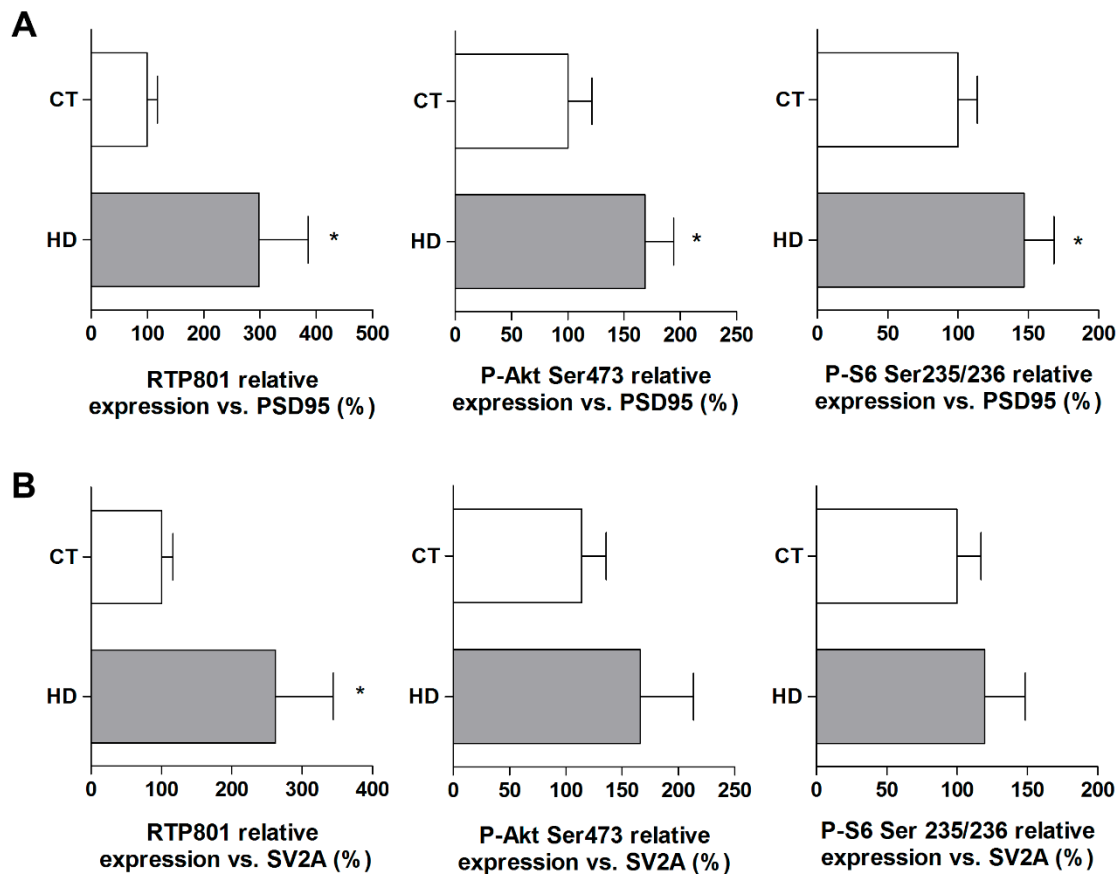 A
CT
HD
*
0 100 200 300 400 500
RTP801 relative
expression vs. PSD95 (%)
CT
HD
*
0 50 100 150 200 250
P-Akt Ser473 relative
expression vs. PSD95 (%)
CT
HD
*
0 50 100 150 200
P-S6 Ser235/236 relative
expression vs. PSD95 (%)
B
CT
HD
*
0 100 200 300 400
RTP801 relative
expression vs. SV2A (%)
CT
HD
0 50 100 150 200 250
P-Akt Ser473 relative
expression vs. SV2A (%)
CT
HD
0 50 100 150 200
P-S6 Ser 235/236 relative
expression vs. SV2A (%)